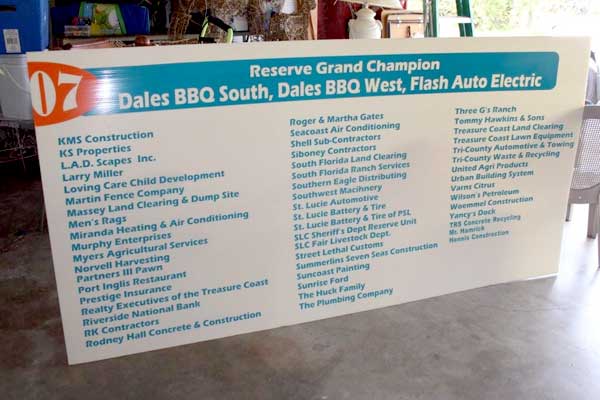 07
Reserve Grand Champion
Dales BBQ South, Dales BBQ West, Flash Auto Electric
KMS Construction
KS Properties
L.A.D. Scapes Inc.
Larry Miller
Loving Care Child Development
Martin Fence Company
Massey Land Clearing & Dump Site
Men's Rags
Miranda Heating & Air Conditioning
Murphy Enterprises
Myers Agricultural Services
Norvell Harvesting
Partners III Pawn
Port Inglis Restaurant
Prestige Insurance
Realty Executives of the Treasure Coast
Riverside National Bank
RK Contractors
Rodney Hall Concrete & Construction
Roger & Martha Gates
Seacoast Air Conditioning
Shell Sub-Contractors
Siboney Contractors
South Florida Land Clearing
South Florida Ranch Services
Southern Eagle Distributing
Southwest Macihnery
St. Lucie Automotive
St. Lucie Battery & Tire
St. Lucie Battery & Tire of PSL
SLC Sheriff's Dept Reserve Unit
SLC Fair Livestock Dept.
Street Lethal Customs
Summerlins Seven Seas Construction
Suncoast Painting
Sunrise Ford
The Huck Family
The Plumbing Company
Three G's Ranch
Tommy Hawkins & Sons
Treasure Coast Land Clearing
Treasure Coast Lawn Equipment
Tri-County Automotive & Towing
Tri-County Waste & Recycling
United Agri Products
Urban Building System
Varns Citrus
Wilson's Petroleum
Woemmel Construction
Yancy's Dock
TRS Concrete Recycling
Mr. Hamrick
Hennis Construction